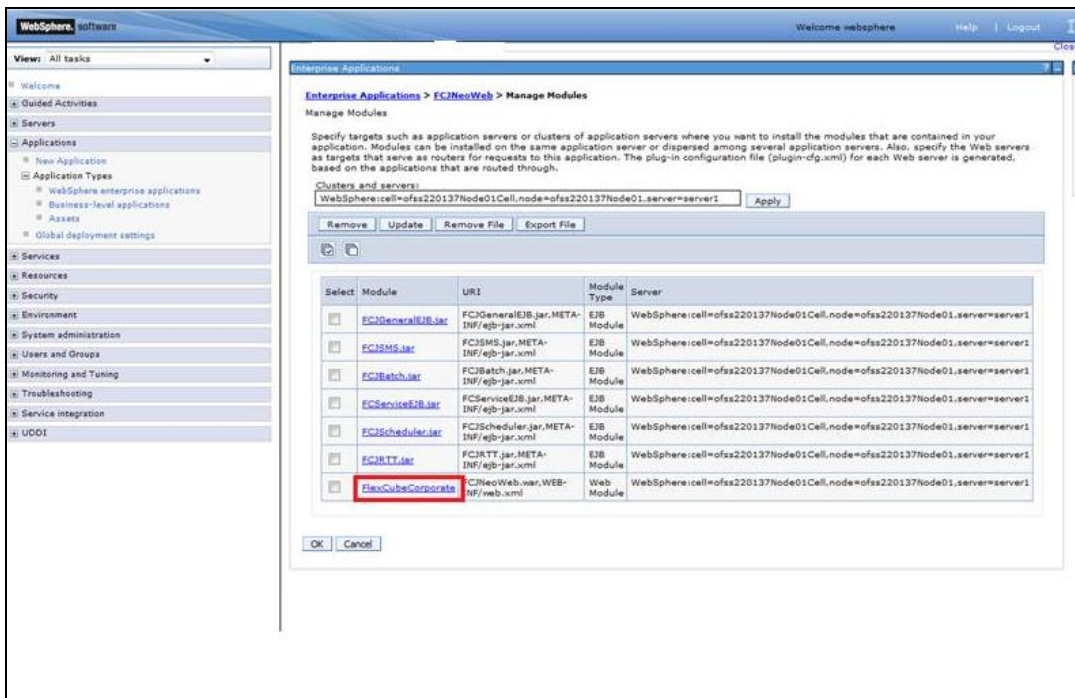 WebSphere. software
Welcome websphere
Help | Logout
Clos
View: All tasks
Welcome
Guided Activities
Servers
Applications
New Application
Application Types
WebSphere enterprise applications
Business-level applications
Assets
Global deployment settings
Services
Resources
Security
Environment
System administration
Users and Groups
Monitoring and Tuning
Troubleshooting
Service integration
UDDI
Enterprise Applications
Enterprise Applications > FCJNeoWeb > Manage Modules
Manage Modules
Specify targets such as application servers or clusters of application servers where you want to install the modules that are contained in your
application. Modules can be installed on the same application server or dispersed among several application servers. Also, specify the Web servers
as targets that serve as routers for requests to this application. The plug-in configuration file (plugin-cfg.xml) for each Web server is generated,
based on the applications that are routed through.
Clusters and servers:
WebSphere:cell=ofss220137Node01Cell,node=ofss220137Node01,server=server1 Apply
Remove Update Remove File Export File
Select Module URI Module Type Server
FCJGeneralEJB.jar FCJGeneralEJB.jar,META- EJB WebSphere:cell=ofss220137Node01Cell,node=ofss220137Node01,server=server1
INF/ejb-jar.xml Module
FCJSMS.jar FCJSMS.jar,META- EJB WebSphere:cell=ofss220137Node01Cell,node=ofss220137Node01,server=server1
INF/ejb-jar.xml Module
FCJBatch.jar FCJBatch.jar,META- EJB WebSphere:cell=ofss220137Node01Cell,node=ofss220137Node01,server=server1
INF/ejb-jar.xml Module
FCServiceEJB.jar FCServiceEJB.jar,META- EJB WebSphere:cell=ofss220137Node01Cell,node=ofss220137Node01,server=server1
INF/ejb-jar.xml Module
FCJScheduler.jar FCJScheduler.jar,META- EJB WebSphere:cell=ofss220137Node01Cell,node=ofss220137Node01,server=server1
INF/ejb-jar.xml Module
FCJRTT.jar FCJRTT.jar,META- EJB WebSphere:cell=ofss220137Node01Cell,node=ofss220137Node01,server=server1
INF/ejb-jar.xml Module
FlexCubeCorporate FCJNeoWeb.war,WEB- Web WebSphere:cell=ofss220137Node01Cell,node=ofss220137Node01,server=server1
INF/web.xml Module
OK Cancel